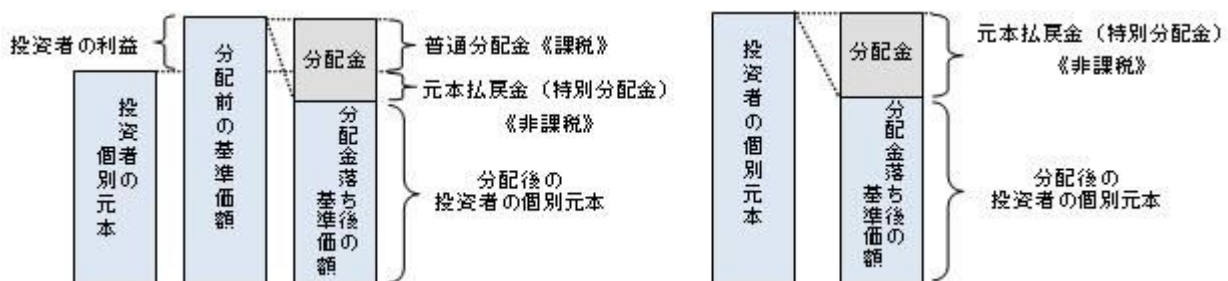 投資者の利益
投資者の
個別元本
分配前の基準価額
分配金
分配金落ち後の
基準価額
普通分配金《課税》
元本払戻金（特別分配金）
《非課税》
分配後の
投資者の個別元本
投資者の個別元本
分配金
分配金落ち後の
基準価額
元本払戻金（特別分配金）
《非課税》
分配後の
投資者の個別元本